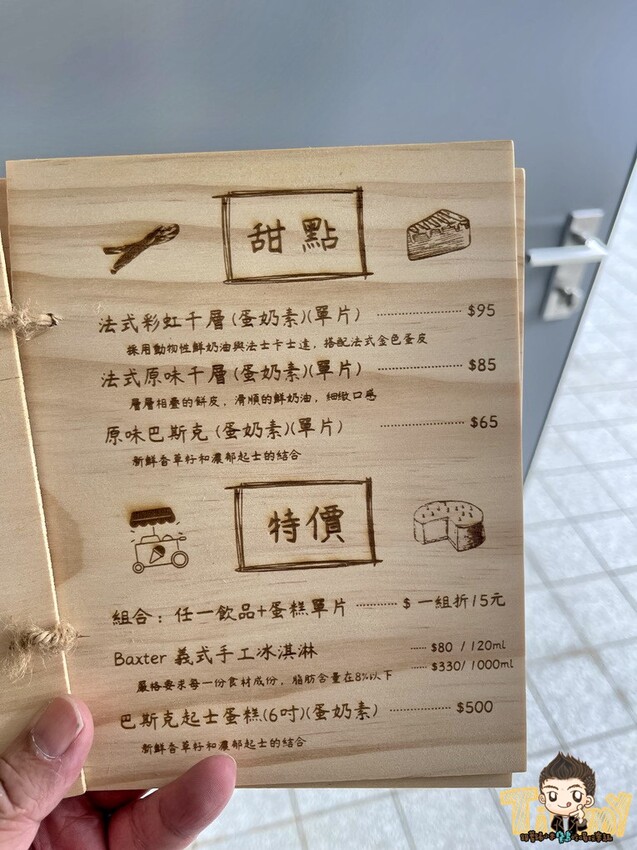 甜點
法式彩虹千層(蛋奶素)(單片) $95
採用動物性鮮奶油與法士卡士達，搭配法式金色蛋皮
法式原味千層(蛋奶素)(單片) $85
層層相疊的餅皮，滑順的鮮奶油，細緻口感
原味巴斯克(蛋奶素)(單片) $65
新鮮香草籽和濃郁起士的結合
特價
組合：任一飲品+蛋糕單片 $ 一組折15元
Baxter 義式手工冰淇淋 $80 / 120ml
$330/ 1000ml
嚴格要求每一份食材成份，脂肪含量在8%以下
巴斯克起士蛋糕(6吋)(蛋奶素) $500
新鮮香草籽和濃郁起士的結合